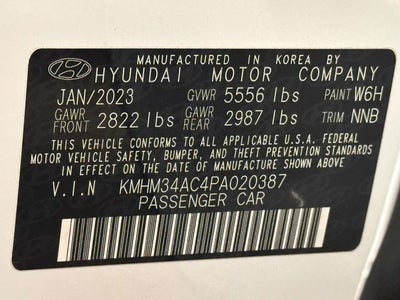 MANUFACTURED IN KOREA BY
HYUNDAI MOTOR COMPANY
JAN/2023 GVWR 5556 lbs PAINT W6H
GAWR FRONT 2822 lbs GAWR REAR 2987 lbs TRIM NNB
THIS VEHICLE CONFORMS TO ALL APPLICABLE U.S.A. FEDERAL
MOTOR VEHICLE SAFETY, BUMPER, AND THEFT PREVENTION STANDARDS
IN EFFECT ON THE DATE OF MANUFACTURE SHOWN ABOVE
V.I.N KMHM34AC4PA020387
PASSENGER CAR